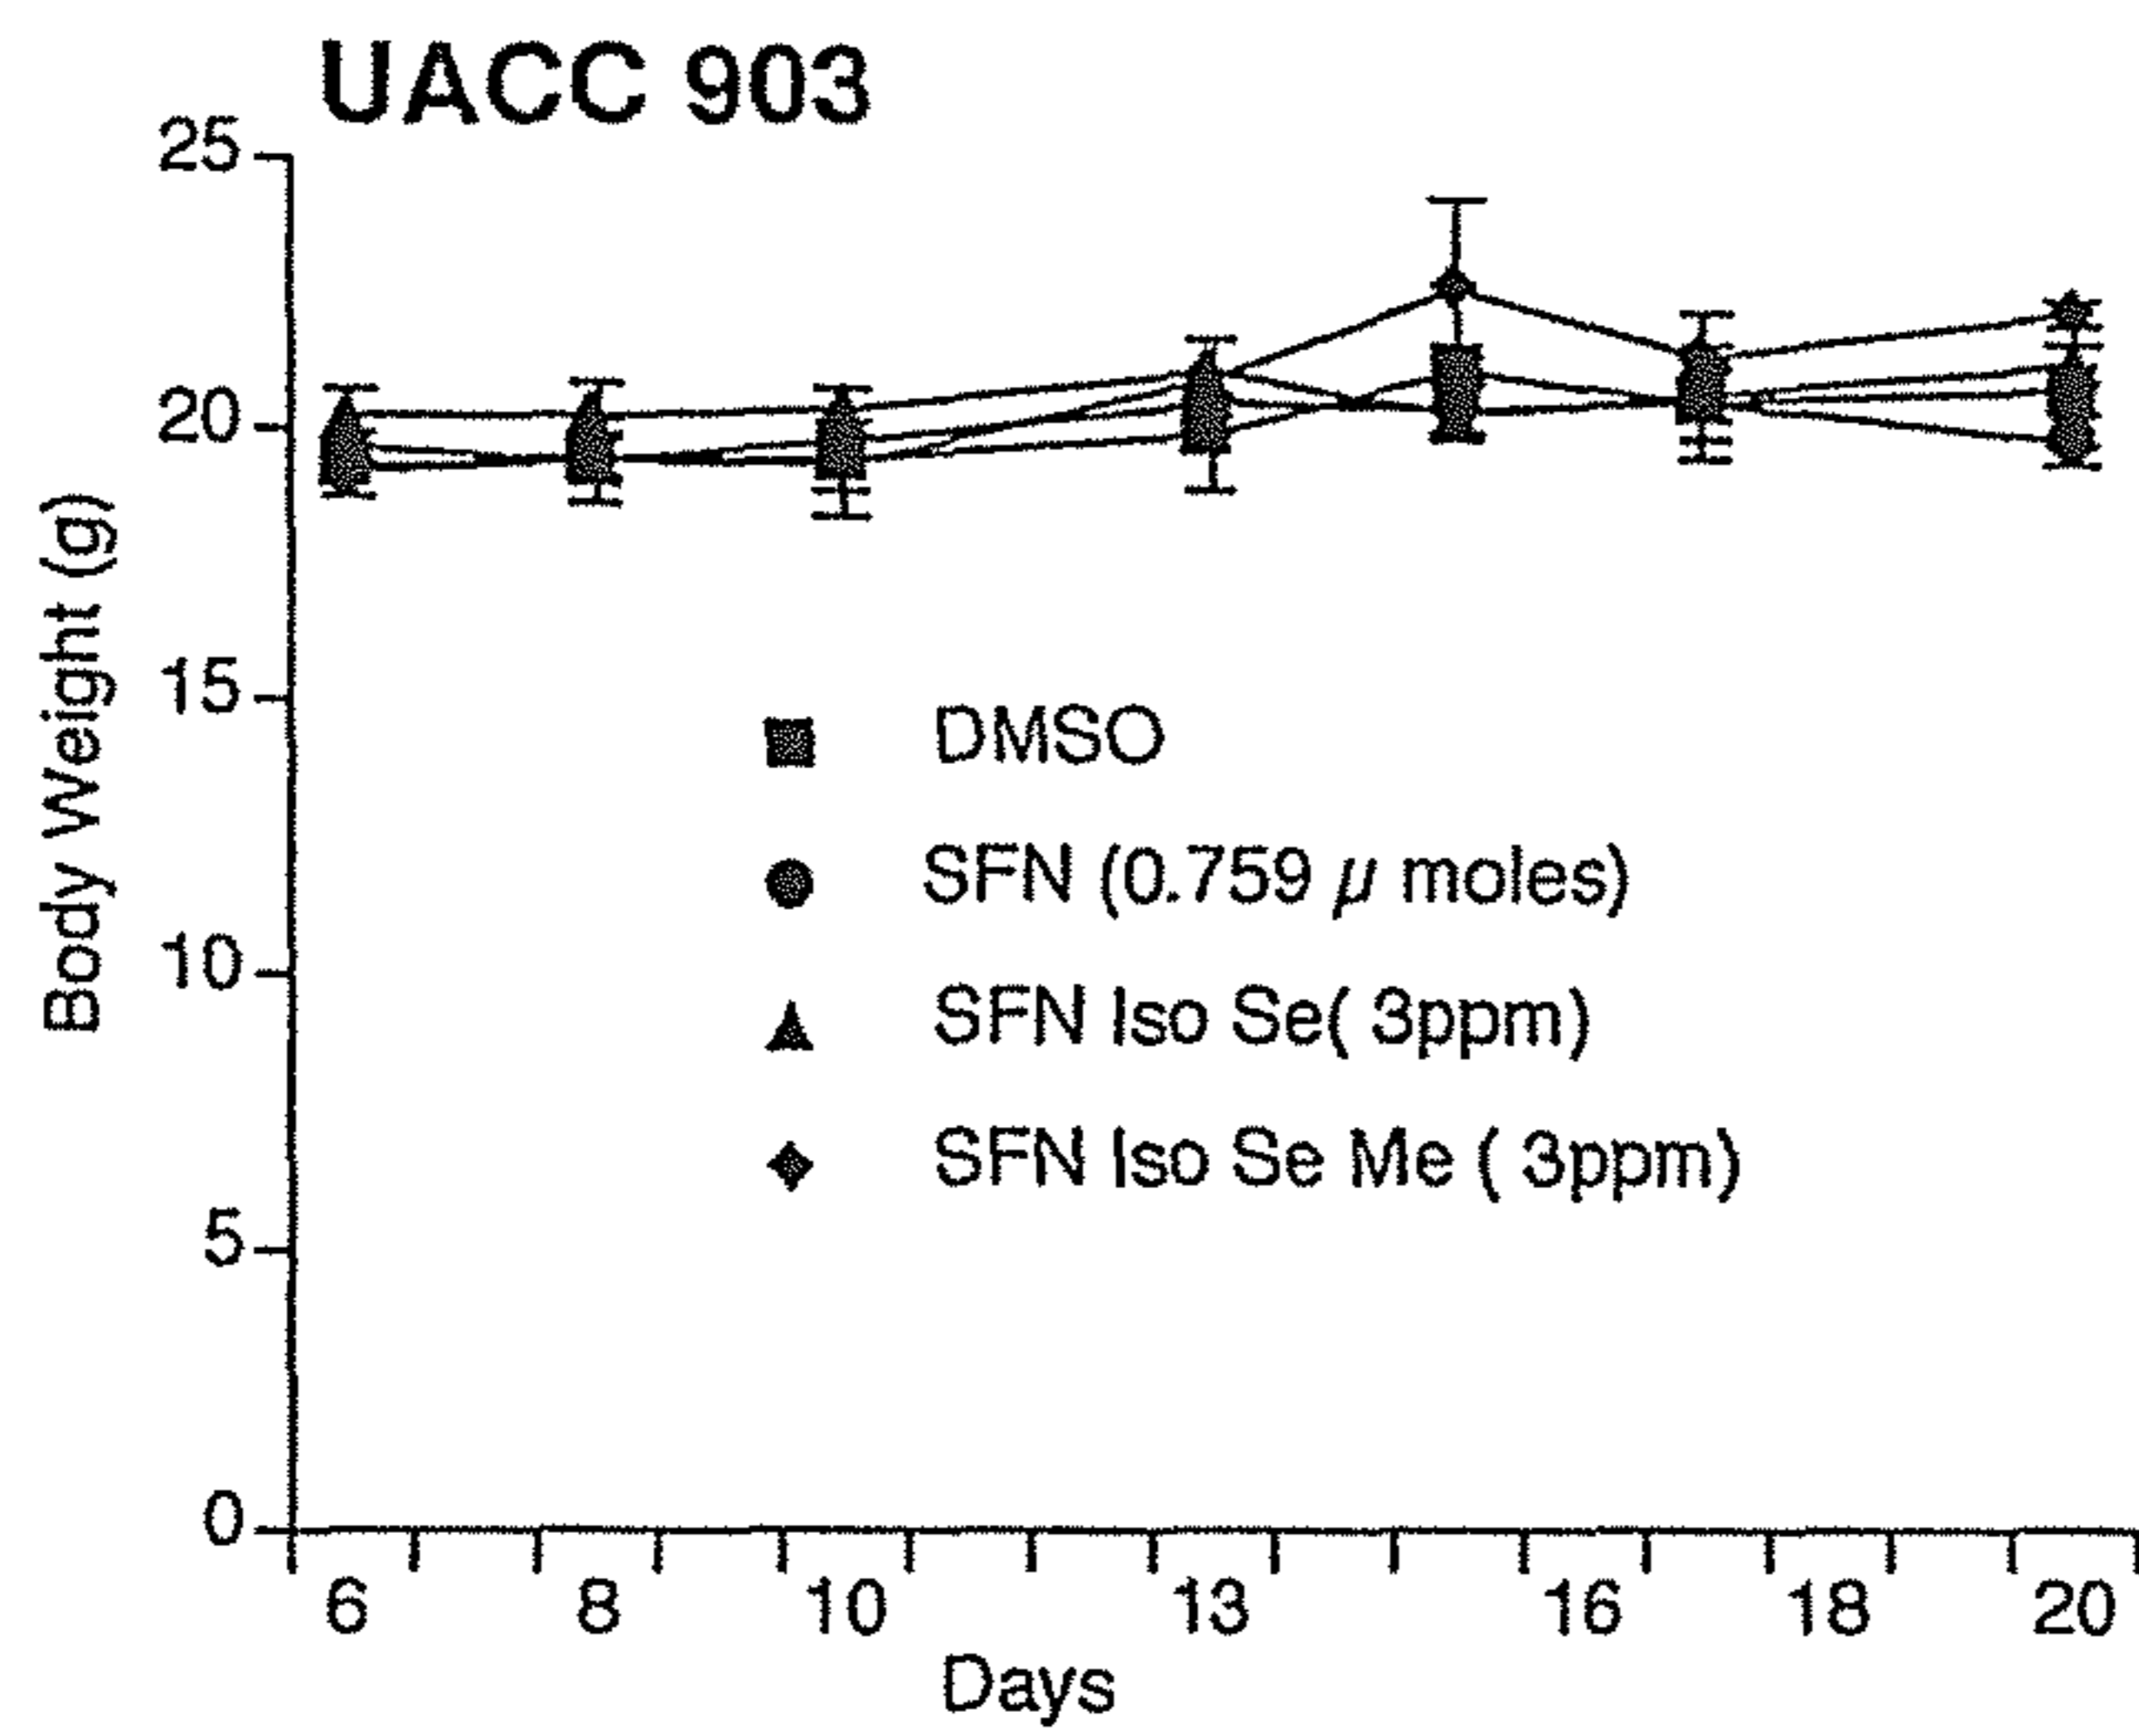 UACC 903
25
20
15
10
5
0
Body Weight (g)
DMSO
SFN (0.759 µ moles)
SFN Iso Se( 3ppm)
SFN Iso Se Me ( 3ppm)
6 8 10 13 16 18 20
Days